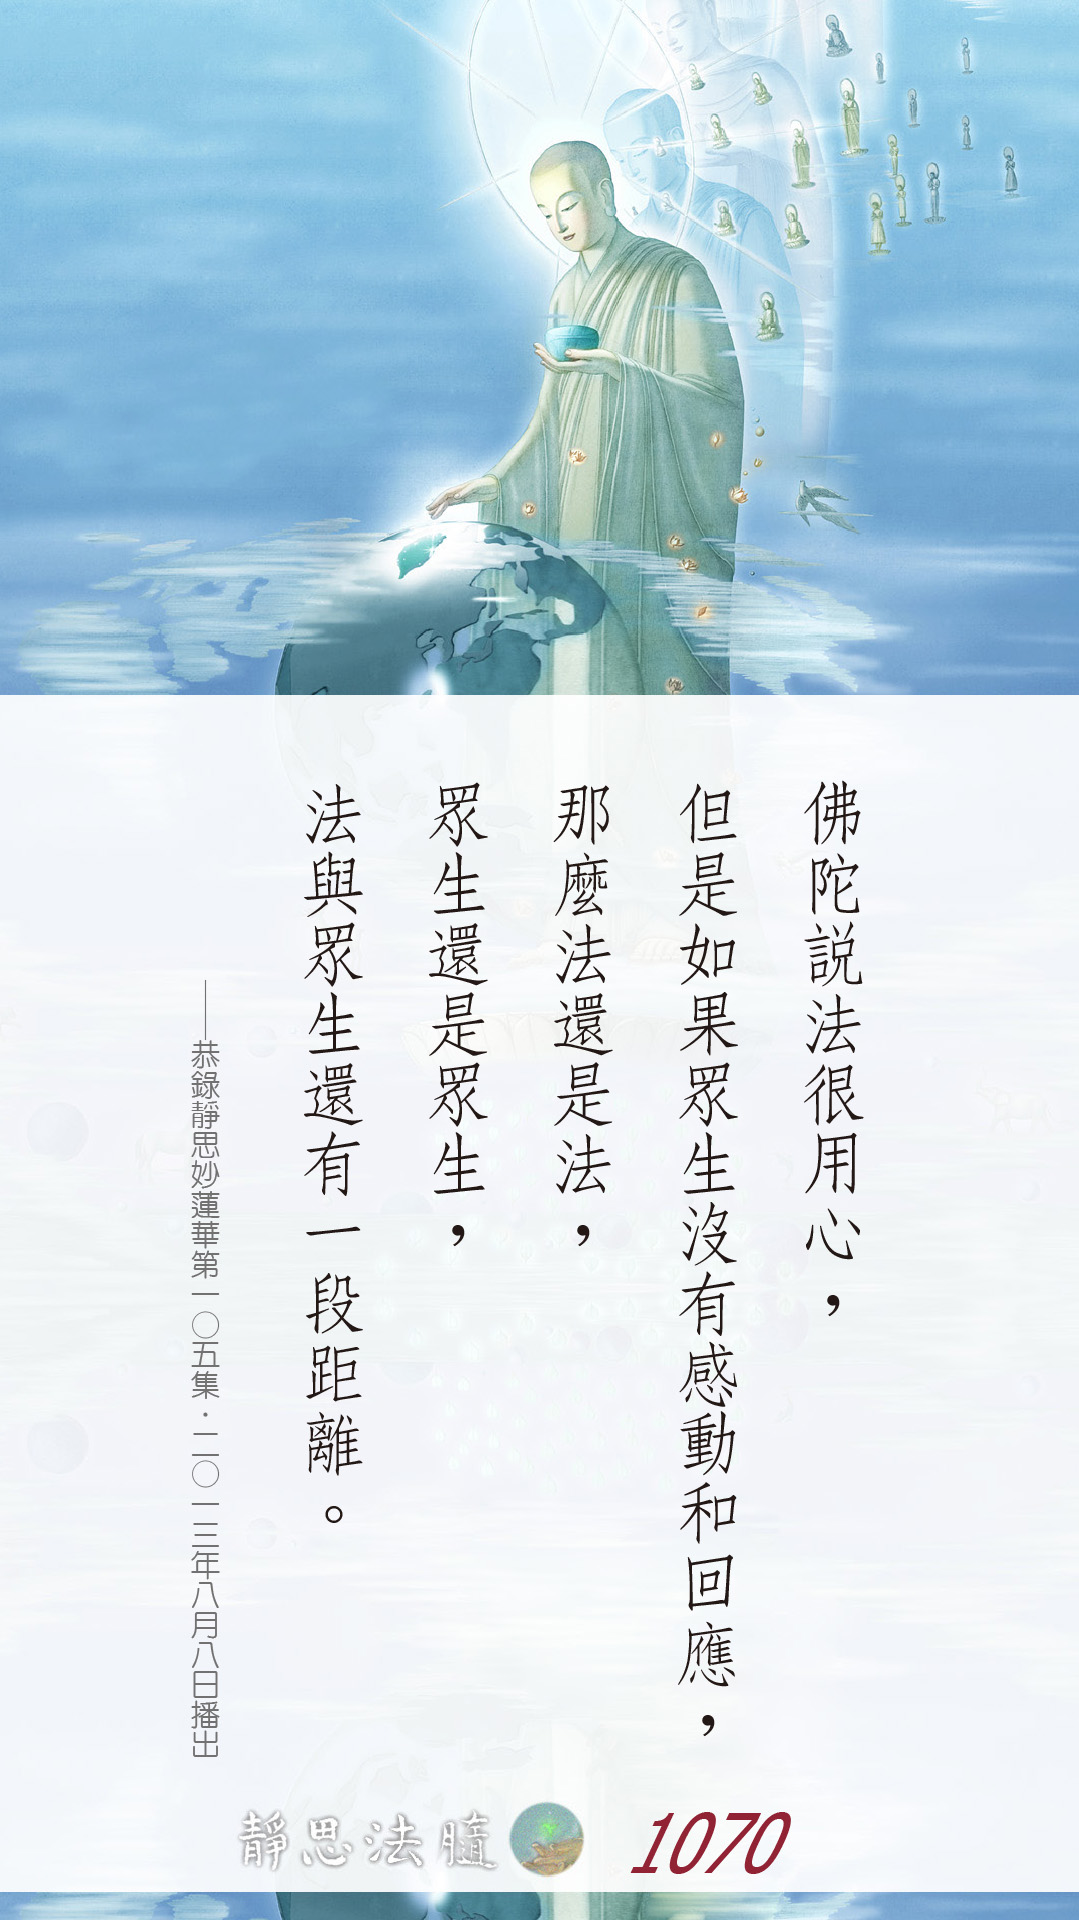 佛陀説法很用心，
但是如果眾生沒有感動和回應，
那麼法還是法，
眾生還是眾生，
法與眾生還有一段距離。
——恭錄靜思妙蓮華第一〇五集．二〇一三年八月八日播出
靜思法髓
1070